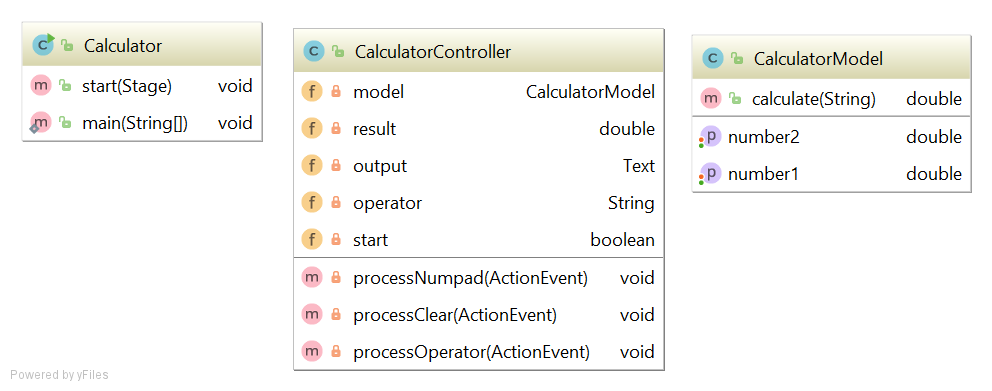 C Calculator
m start(Stage) void
m main(String[]) void
C CalculatorController
f model CalculatorModel
f result double
f output Text
f operator String
f start boolean
m processNumpad(ActionEvent) void
m processClear(ActionEvent) void
m processOperator(ActionEvent) void
C CalculatorModel
m calculate(String) double
p number2 double
p number1 double
Powered by yFiles